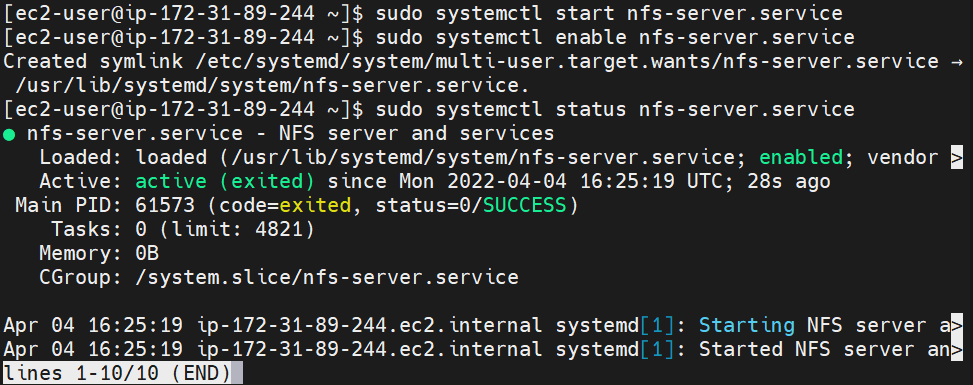 [ec2-user@ip-172-31-89-244 ~]$ sudo systemctl start nfs-server.service
[ec2-user@ip-172-31-89-244 ~]$ sudo systemctl enable nfs-server.service
Created symlink /etc/systemd/system/multi-user.target.wants/nfs-server.service →
 /usr/lib/systemd/system/nfs-server.service.
[ec2-user@ip-172-31-89-244 ~]$ sudo systemctl status nfs-server.service
● nfs-server.service - NFS server and services
   Loaded: loaded (/usr/lib/systemd/system/nfs-server.service; enabled; vendor >
   Active: active (exited) since Mon 2022-04-04 16:25:19 UTC; 28s ago
 Main PID: 61573 (code=exited, status=0/SUCCESS)
    Tasks: 0 (limit: 4821)
   Memory: 0B
   CGroup: /system.slice/nfs-server.service

Apr 04 16:25:19 ip-172-31-89-244.ec2.internal systemd[1]: Starting NFS server a>
Apr 04 16:25:19 ip-172-31-89-244.ec2.internal systemd[1]: Started NFS server an>
lines 1-10/10 (END)